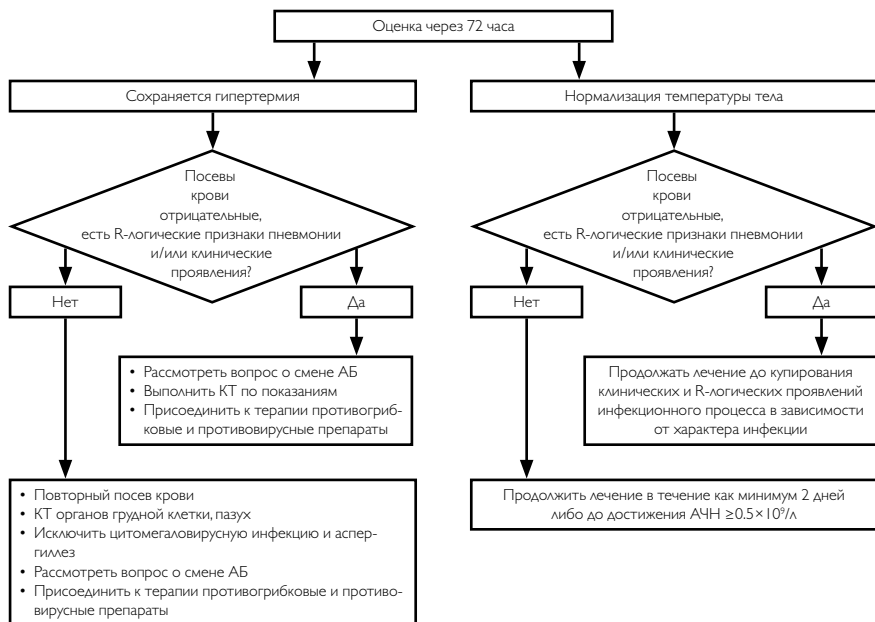 Оценка через 72 часа
Сохраняется гипертермия
Нормализация температуры тела
Посевы
крови
отрицательные,
есть R-логические признаки пневмонии
и/или клинические
проявления?
Посевы
крови
отрицательные,
есть R-логические признаки пневмонии
и/или клинические
проявления?
Нет
Да
Нет
Да
• Рассмотреть вопрос о смене АБ
• Выполнить КТ по показаниям
• Присоединить к терапии противогриб-
ковые и противовирусные препараты
Продолжать лечение до купирования
клинических и R-логических проявлений
инфекционного процесса в зависимости
от характера инфекции
• Повторный посев крови
• КТ органов грудной клетки, пазух
• Исключить цитомегаловирусную инфекцию и аспер-
гиллез
• Рассмотреть вопрос о смене АБ
• Присоединить к терапии противогрибковые и противо-
вирусные препараты
Продолжить лечение в течение как минимум 2 дней
либо до достижения АЧН ≥0.5×10⁹/л